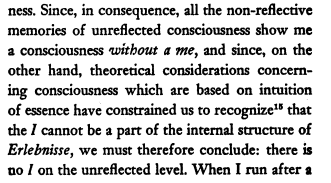 ness. Since, in consequence, all the non-reflective
memories of unreflected consciousness show me
a consciousness without a me, and since, on the
other hand, theoretical considerations concern-
ing consciousness which are based on intuition
of essence have constrained us to recognize¹⁵ that
the I cannot be a part of the internal structure of
Erlebnisse, we must therefore conclude: there is
no I on the unreflected level. When I run after a